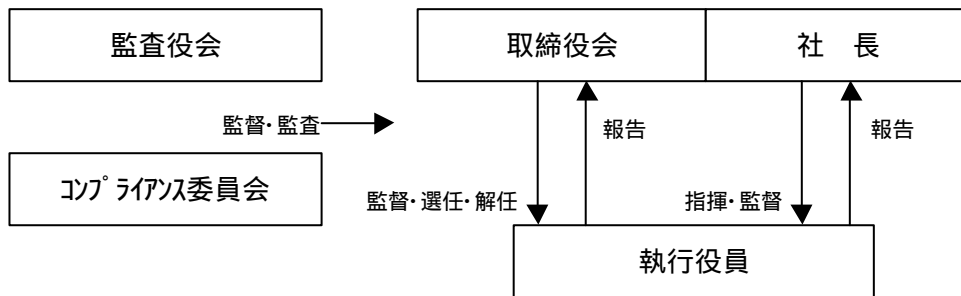 監査役会
取締役会
社　長
監督・監査
報告
報告
ｺﾝﾌﾟﾗｲｱﾝｽ委員会
監督・選任・解任
指揮・監督
執行役員